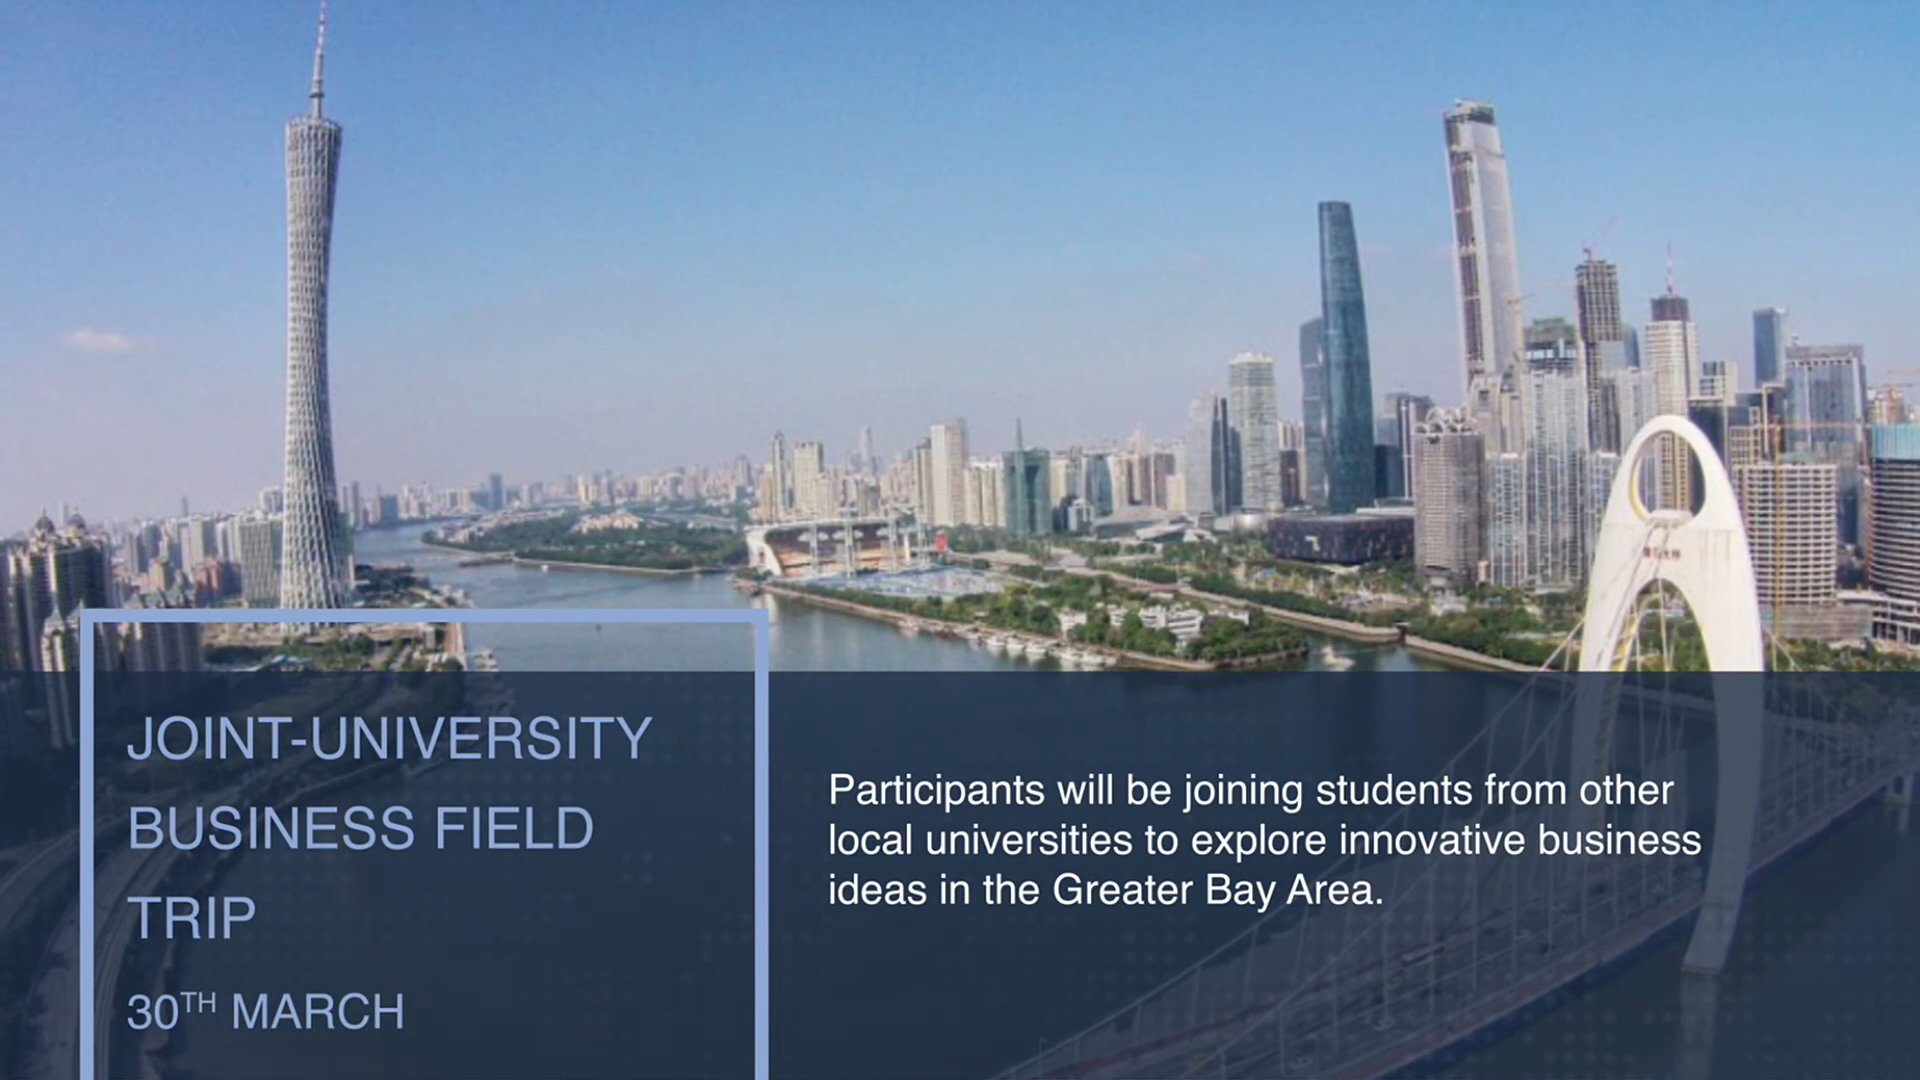 JOINT-UNIVERSITY
BUSINESS FIELD
TRIP
30TH MARCH
Participants will be joining students from other
local universities to explore innovative business
ideas in the Greater Bay Area.